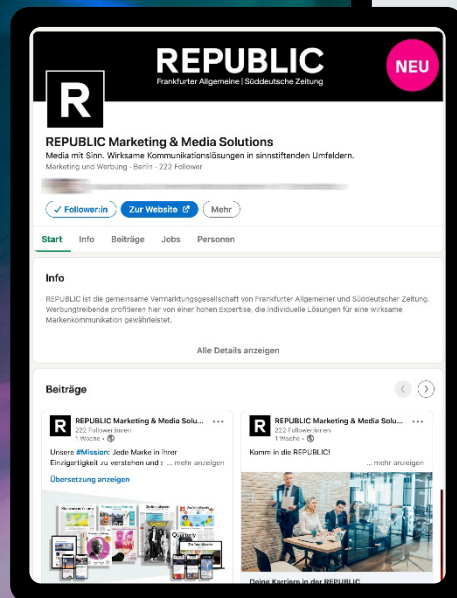 REPUBLIC
Frankfurter Allgemeine | Süddeutsche Zeitung
NEU
R
REPUBLIC Marketing & Media Solutions
Media mit Sinn. Wirksame Kommunikationslösungen in sinnstiftenden Umfeldern.
Marketing und Werbung · Berlin · 222 Follower
✓ Follower:in
Zur Website
Mehr
Start Info Beiträge Jobs Personen
Info
REPUBLIC ist die gemeinsame Vermarktungsgesellschaft von Frankfurter Allgemeiner und Süddeutscher Zeitung.
Werbungtreibende profitieren hier von einer hohen Expertise, die individuelle Lösungen für eine wirksame
Markenkommunikation gewährleistet.
Alle Details anzeigen
Beiträge
R
REPUBLIC Marketing & Media Solu...
222 Follower:innen
1 Woche •
Unsere #Mission: Jede Marke in ihrer
Einzigartigkeit zu verstehen und ... mehr anzeigen
Übersetzung anzeigen
Quarterly
R
REPUBLIC Marketing & Media Solu...
222 Follower:innen
1 Woche •
Komm in die REPUBLIC!
... mehr anzeigen
Deine Karriere in der REPUBLIC